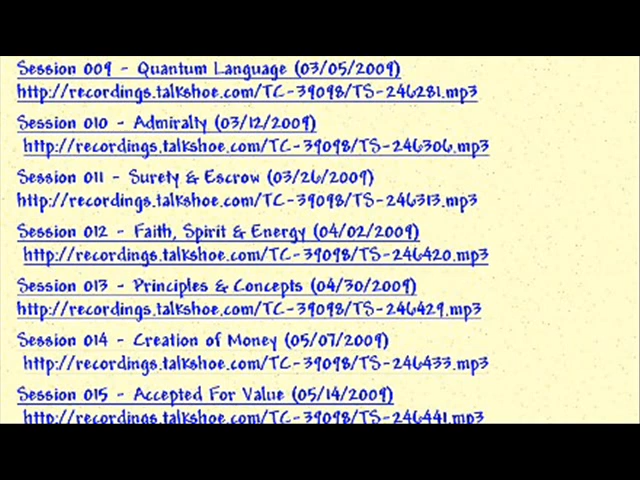 Session 009 - Quantum Language (03/05/2009)
http://recordings.talkshoe.com/TC-39098/TS-246281.mp3
Session 010 - Admiralty (03/12/2009)
http://recordings.talkshoe.com/TC-39098/TS-246306.mp3
Session 011 - Surety & Escrow (03/26/2009)
http://recordings.talkshoe.com/TC-39098/TS-246313.mp3
Session 012 - Faith, Spirit & Energy (04/02/2009)
http://recordings.talkshoe.com/TC-39098/TS-246420.mp3
Session 013 - Principles & Concepts (04/30/2009)
http://recordings.talkshoe.com/TC-39098/TS-246429.mp3
Session 014 - Creation of Money (05/07/2009)
http://recordings.talkshoe.com/TC-39098/TS-246433.mp3
Session 015 - Accepted For Value (05/14/2009)
http://recordings.talkshoe.com/TC-39098/TS-246441.mp3